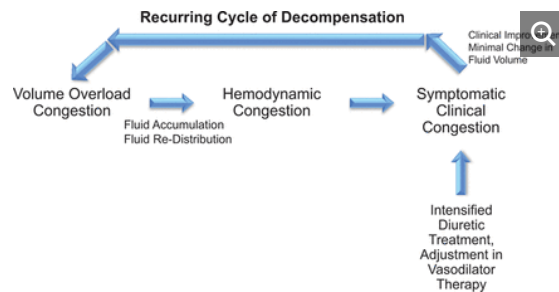 Recurring Cycle of Decompensation
Clinical
Minimal Change in
Fluid Volume
Volume Overload
Congestion
Fluid Accumulation
Fluid Re-Distribution
Hemodynamic
Congestion
Symptomatic
Clinical
Congestion
Intensified
Diuretic
Treatment,
Adjustment in
Vasodilator
Therapy